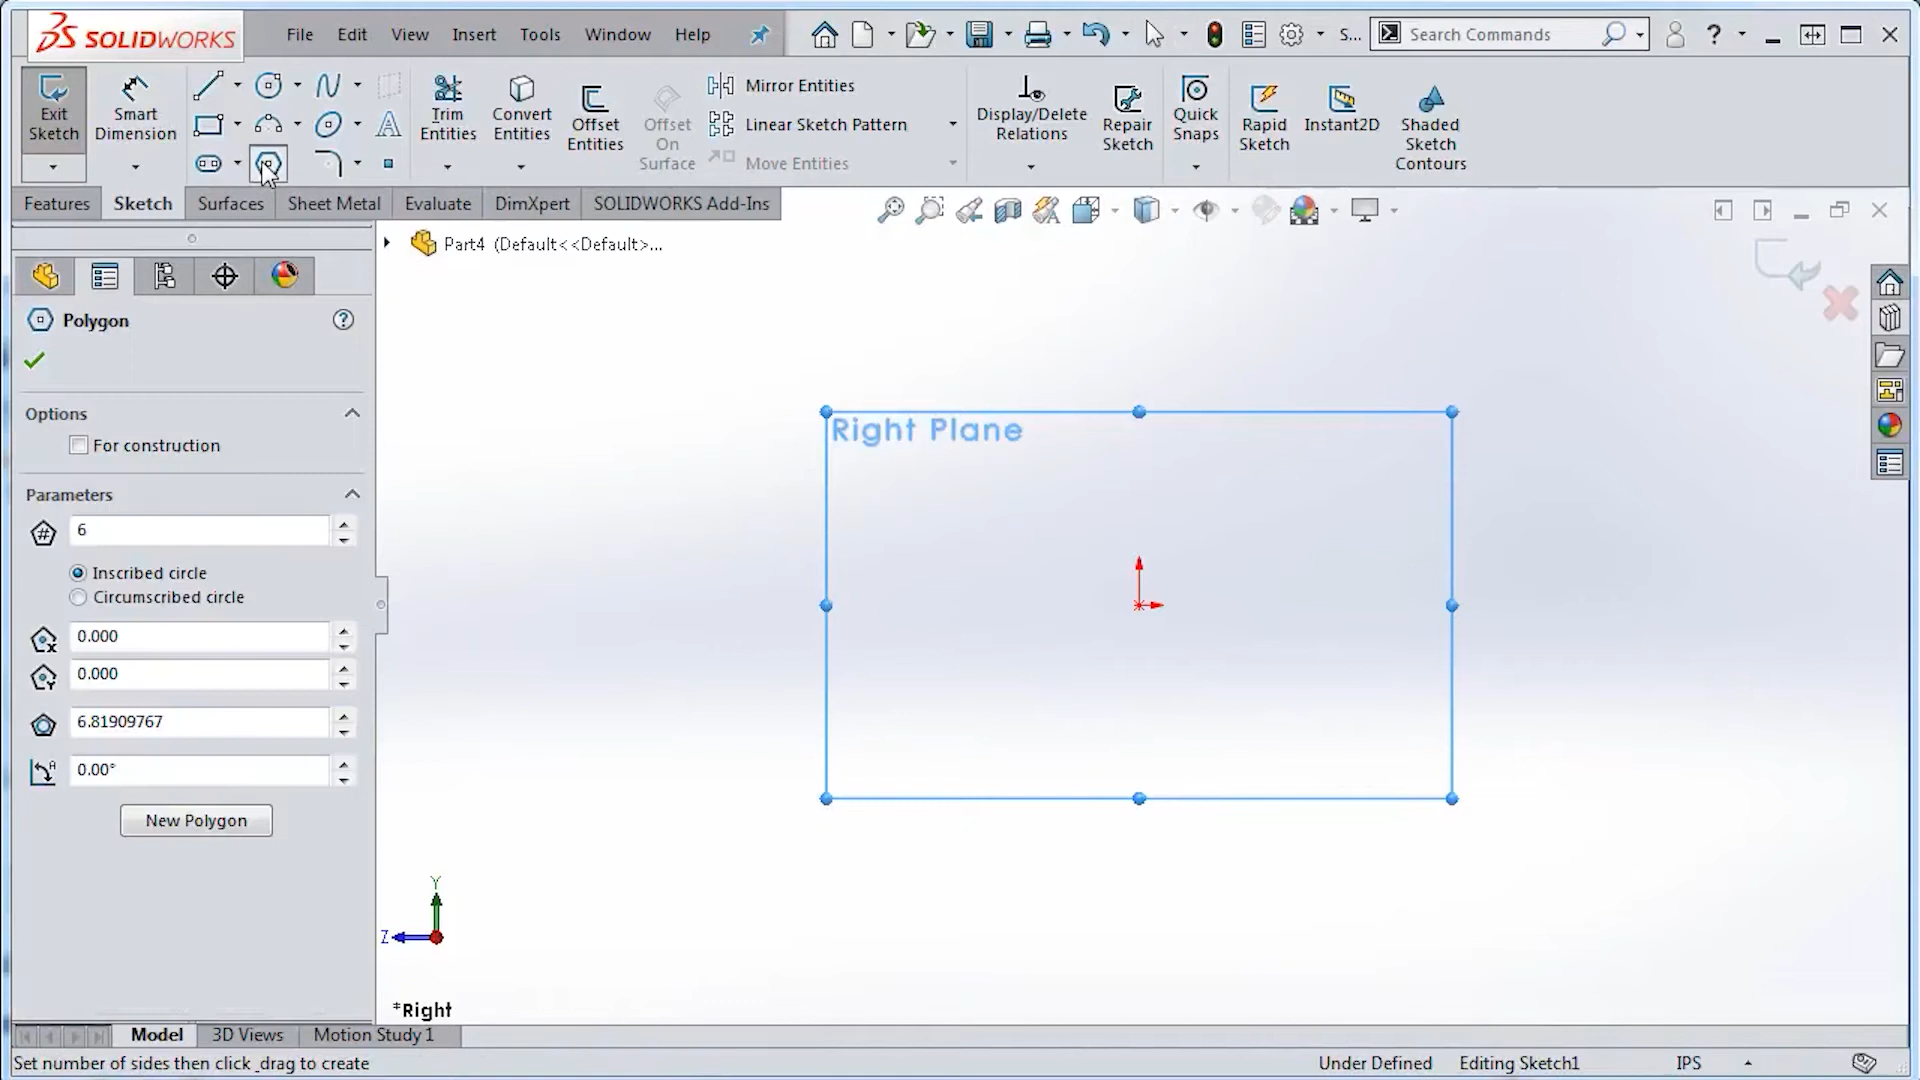 SOLIDWORKS
File Edit View Insert Tools Window Help
S...
Search Commands
?
Exit Sketch
Smart Dimension
Trim Entities
Convert Entities
Offset Entities
Offset On Surface
Mirror Entities
Linear Sketch Pattern
Move Entities
Display/Delete Relations
Repair Sketch
Quick Snaps
Rapid Sketch
Instant2D
Shaded Sketch Contours
Features Sketch Surfaces Sheet Metal Evaluate DimXpert SOLIDWORKS Add-Ins
Part4 (Default<<Default>...
Polygon
?
Options
For construction
Parameters
6
Inscribed circle
Circumscribed circle
0.000
0.000
6.81909767
0.00°
New Polygon
Right Plane
Y
Z
*Right
Model 3D Views Motion Study 1
Set number of sides then click_drag to create
Under Defined Editing Sketch1 IPS